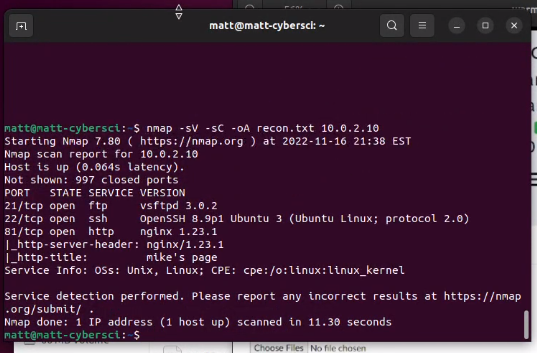 matt@matt-cybersci: ~
matt@matt-cybersci:~$ nmap -sV -sC -oA recon.txt 10.0.2.10
Starting Nmap 7.80 ( https://nmap.org ) at 2022-11-16 21:38 EST
Nmap scan report for 10.0.2.10
Host is up (0.064s latency).
Not shown: 997 closed ports
PORT   STATE SERVICE VERSION
21/tcp open  ftp     vsftpd 3.0.2
22/tcp open  ssh     OpenSSH 8.9p1 Ubuntu 3 (Ubuntu Linux; protocol 2.0)
81/tcp open  http    nginx 1.23.1
|_http-server-header: nginx/1.23.1
|_http-title:         mike's page
Service Info: OSs: Unix, Linux; CPE: cpe:/o:linux:linux_kernel
Service detection performed. Please report any incorrect results at https://nmap
.org/submit/ .
Nmap done: 1 IP address (1 host up) scanned in 11.30 seconds
matt@matt-cybersci:~$
Choose Files No file chosen